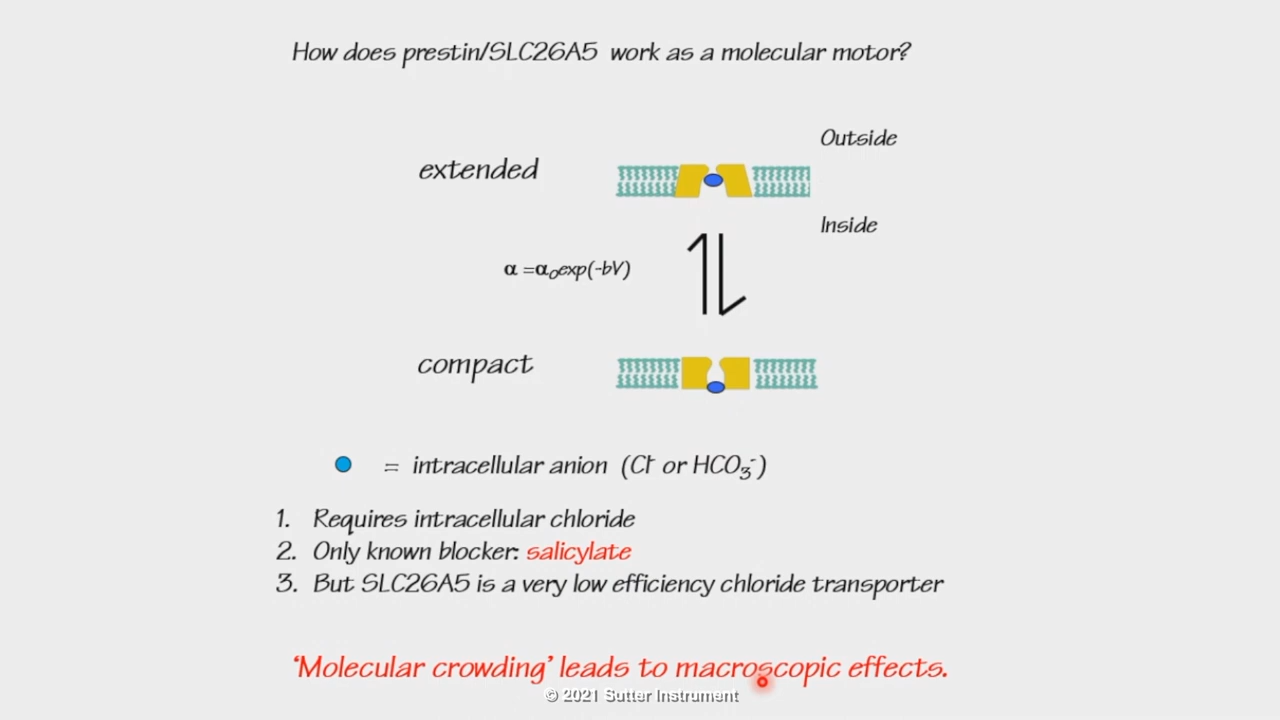 How does prestin/SLC26A5 work as a molecular motor?
Outside
extended
Inside
α =α₀exp(-bV)
compact
= intracellular anion (Cl⁻ or HCO₃⁻)
1. Requires intracellular chloride
2. Only known blocker: salicylate
3. But SLC26A5 is a very low efficiency chloride transporter
‘Molecular crowding’ leads to macroscopic effects.
© 2021 Sutter Instrument